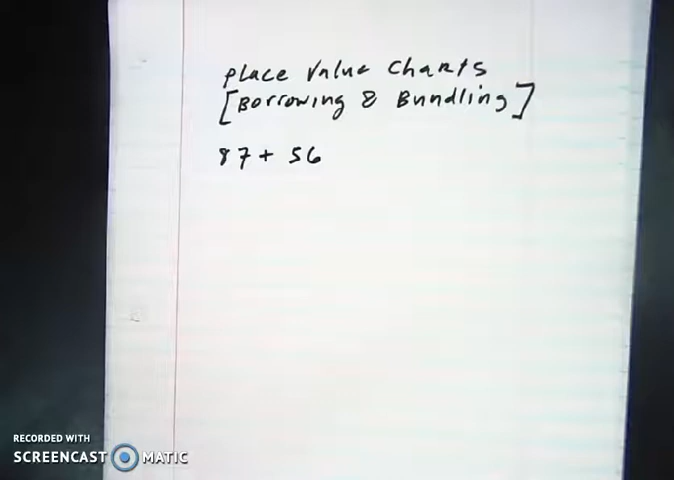 place Value Charts
[Borrowing & Bundling]
87 + 56
RECORDED WITH
SCREENCAST MATIC